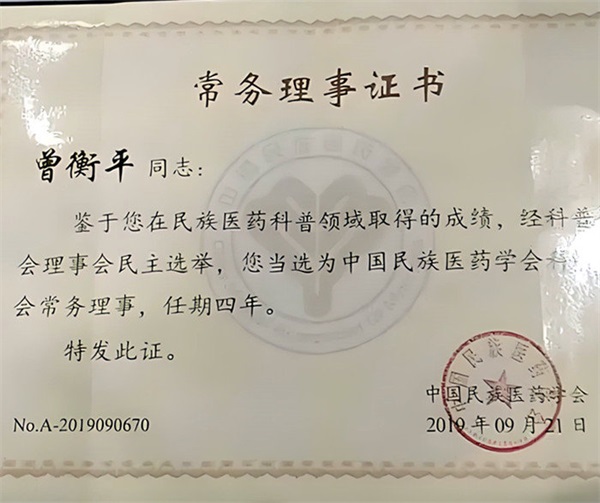 常务理事证书
曾衡平 同志:
鉴于您在民族医药科普领域取得的成绩,经科普
会理事会民主选举,您当选为中国民族医药学会科
会常务理事,任期四年。
特发此证。
中国民族医药学会
No.A-2019090670
2019年09月21日